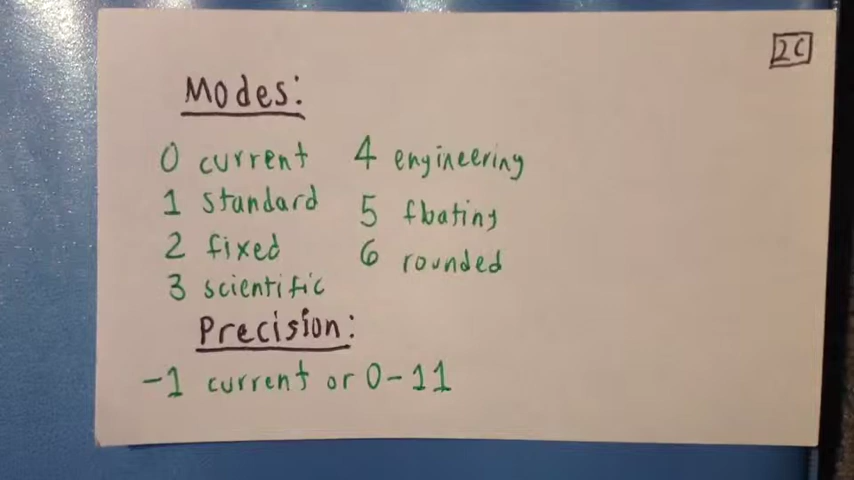 2C
Modes:
0 current 4 engineering
1 standard 5 floating
2 fixed 6 rounded
3 scientific
Precision:
-1 current or 0-11